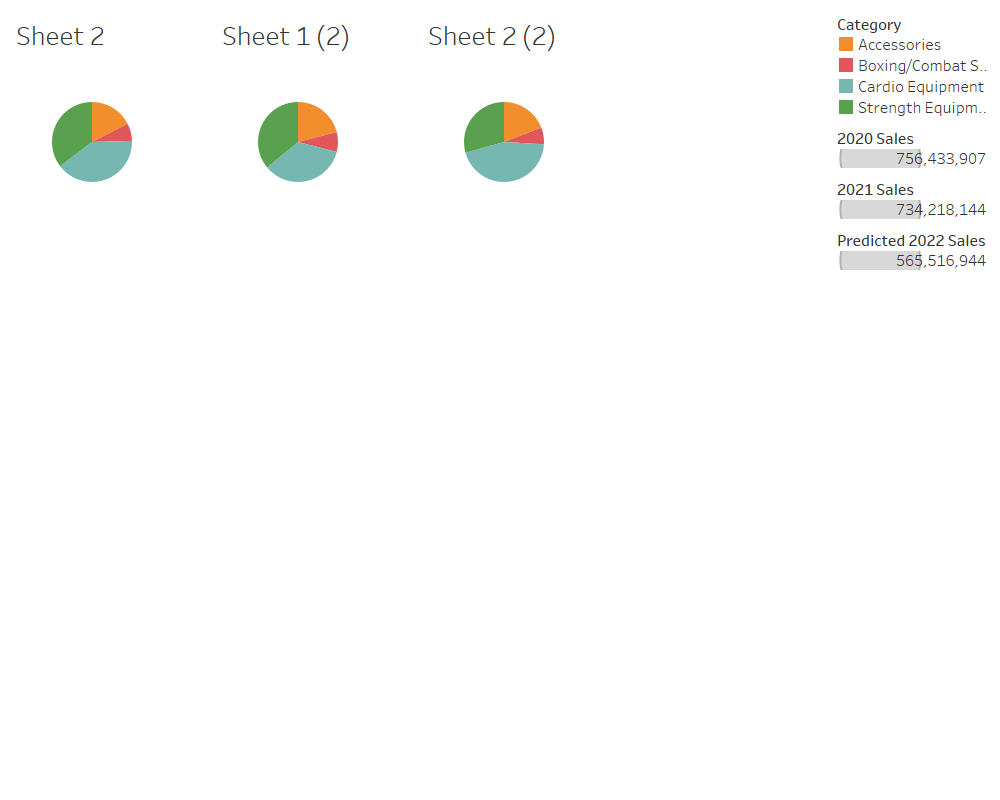 Sheet 2
Sheet 1 (2)
Sheet 2 (2)
Category
Accessories
Boxing/Combat S..
Cardio Equipment
Strength Equipm..
2020 Sales
756,433,907
2021 Sales
734,218,144
Predicted 2022 Sales
565,516,944